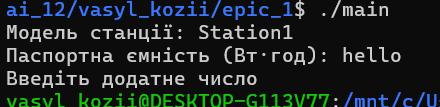 ai_12/vasyl_kozii/epic_1$ ./main
Модель станції: Station1
Паспортна ємність (Вт·год): hello
Введіть додатне число
vasyl_kozii@DESKTOP-G113V77:/mnt/c/U